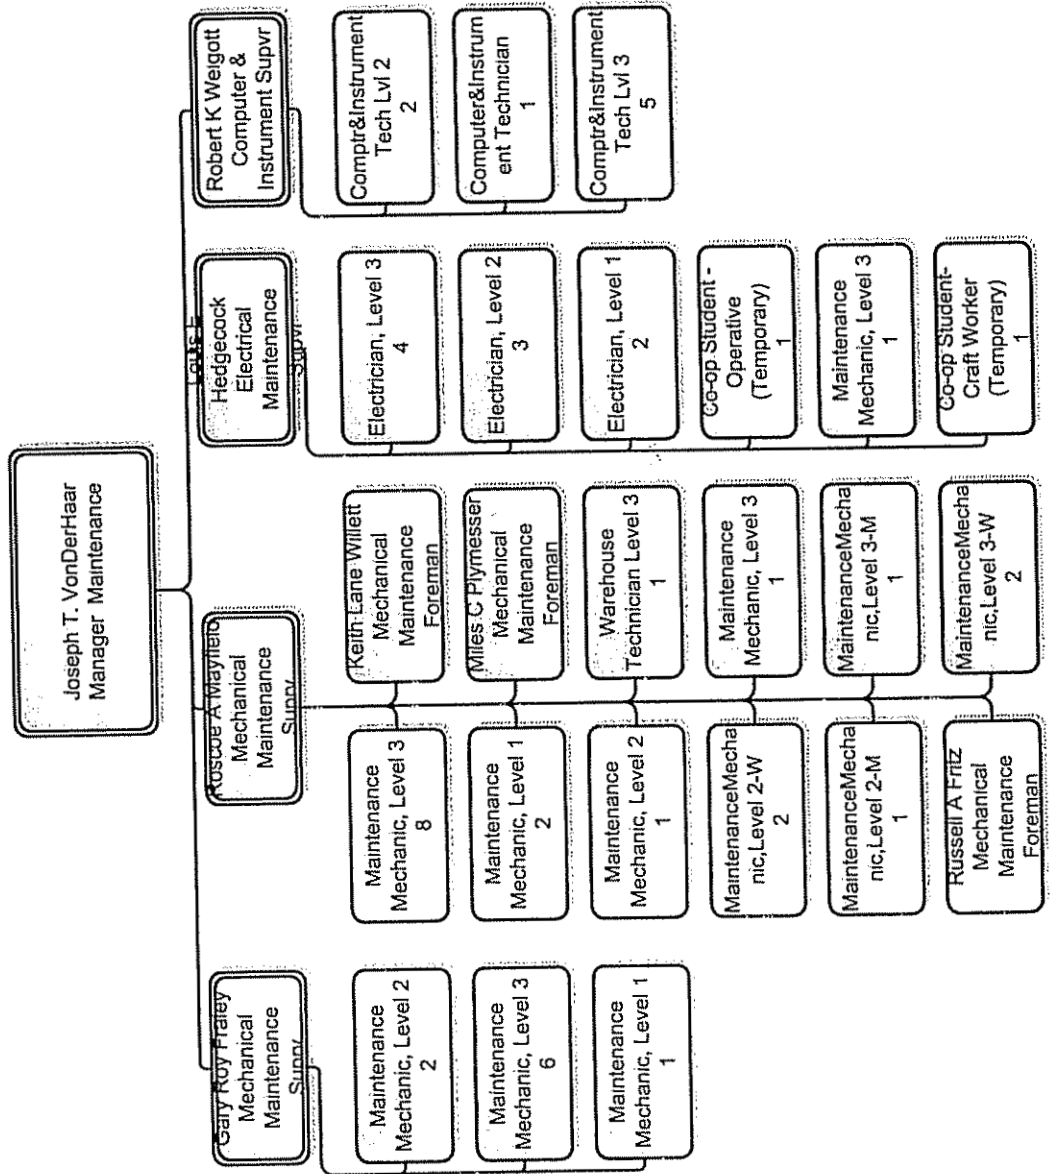 Joseph T. VonDerHaar
Manager Maintenance
Gary Roy Fraley
Mechanical
Maintenance
Supvr
Maintenance
Mechanic, Level 2
2
Maintenance
Mechanic, Level 3
6
Maintenance
Mechanic, Level 1
1
Roscoe A Mayfield
Mechanical
Maintenance
Supvr
Maintenance
Mechanic, Level 3
8
Maintenance
Mechanic, Level 1
2
Maintenance
Mechanic, Level 2
1
MaintenanceMecha
nic,Level 2-W
2
MaintenanceMecha
nic,Level 2-M
1
Russell A Fritz
Mechanical
Maintenance
Foreman
Keith Lane Willett
Mechanical
Maintenance
Foreman
Miles C Plymesser
Mechanical
Maintenance
Foreman
Warehouse
Technician Level 3
1
Maintenance
Mechanic, Level 3
1
MaintenanceMecha
nic,Level 3-M
1
MaintenanceMecha
nic,Level 3-W
2
Hedgecock
Electrical
Maintenance
Supvr
Electrician, Level 3
4
Electrician, Level 2
3
Electrician, Level 1
2
Co-op Student -
Operative
(Temporary)
1
Maintenance
Mechanic, Level 3
1
Co-op Student-
Craft Worker
(Temporary)
1
Robert K Weigott
Computer &
Instrument Supvr
Comptr&Instrument
Tech Lvl 2
2
Computer&Instrum
ent Technician
1
Comptr&Instrument
Tech Lvl 3
5